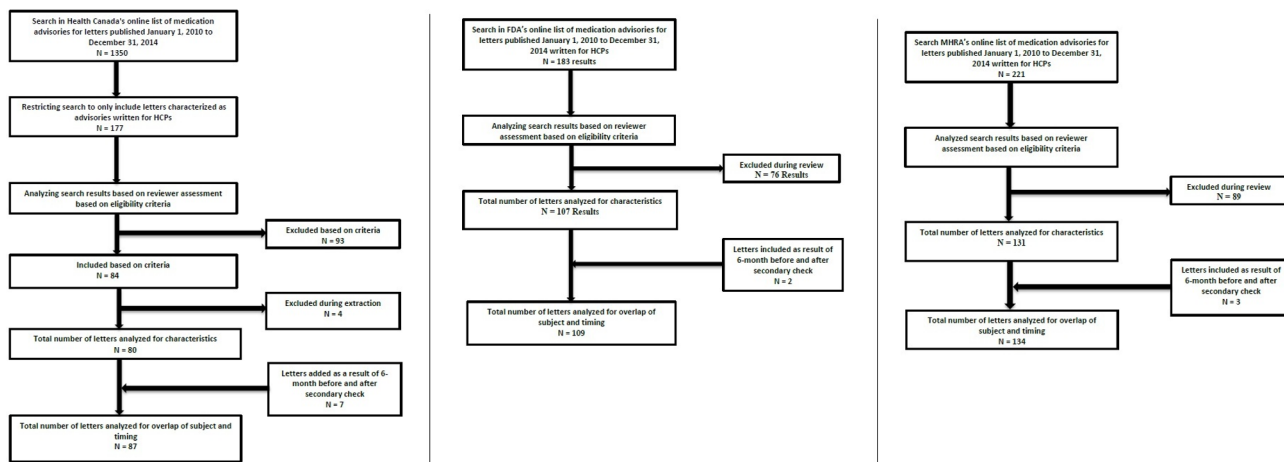 Search in Health Canada's online list of medication
advisories for letters published January 1, 2010 to
December 31, 2014
N = 1350
Restricting search to only include letters characterized as
advisories written for HCPs
N = 177
Analyzing search results based on reviewer assessment
based on eligibility criteria
Excluded based on criteria
N = 93
Included based on criteria
N = 84
Excluded during extraction
N = 4
Total number of letters analyzed for characteristics
N = 80
Letters added as a result of 6-
month before and after
secondary check
N = 7
Total number of letters analyzed for overlap of subject and
timing
N = 87
Search in FDA's online list of medication advisories for
letters published January 1, 2010 to December 31,
2014 written for HCPs
N = 183 results
Analyzing search results based on reviewer
assessment based on eligibility criteria
Excluded during review
N = 76 Results
Total number of letters analyzed for characteristics
N = 107 Results
Letters included as result of
6-month before and after
secondary check
N = 2
Total number of letters analyzed for overlap of
subject and timing
N = 109
Search MHRA's online list of medication advisories for
letters published January 1, 2010 to December 31,
2014 written for HCPs
N = 221
Analyzed search results based on reviewer
assessment based on eligibility criteria
Excluded during review
N = 89
Total number of letters analyzed for characteristics
N = 131
Letters included as result of
6-month before and after
secondary check
N = 3
Total number of letters analyzed for overlap of
subject and timing
N = 134